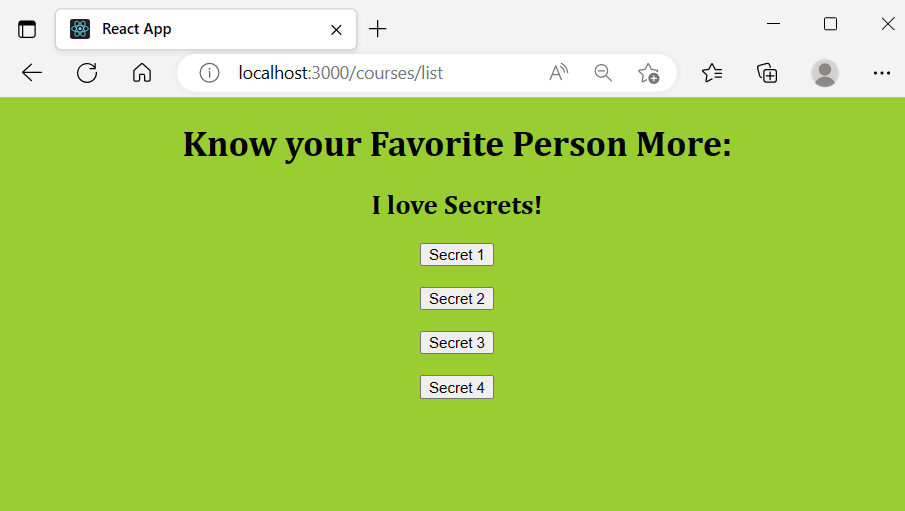 React App
localhost:3000/courses/list
Know your Favorite Person More:
I love Secrets!
Secret 1
Secret 2
Secret 3
Secret 4